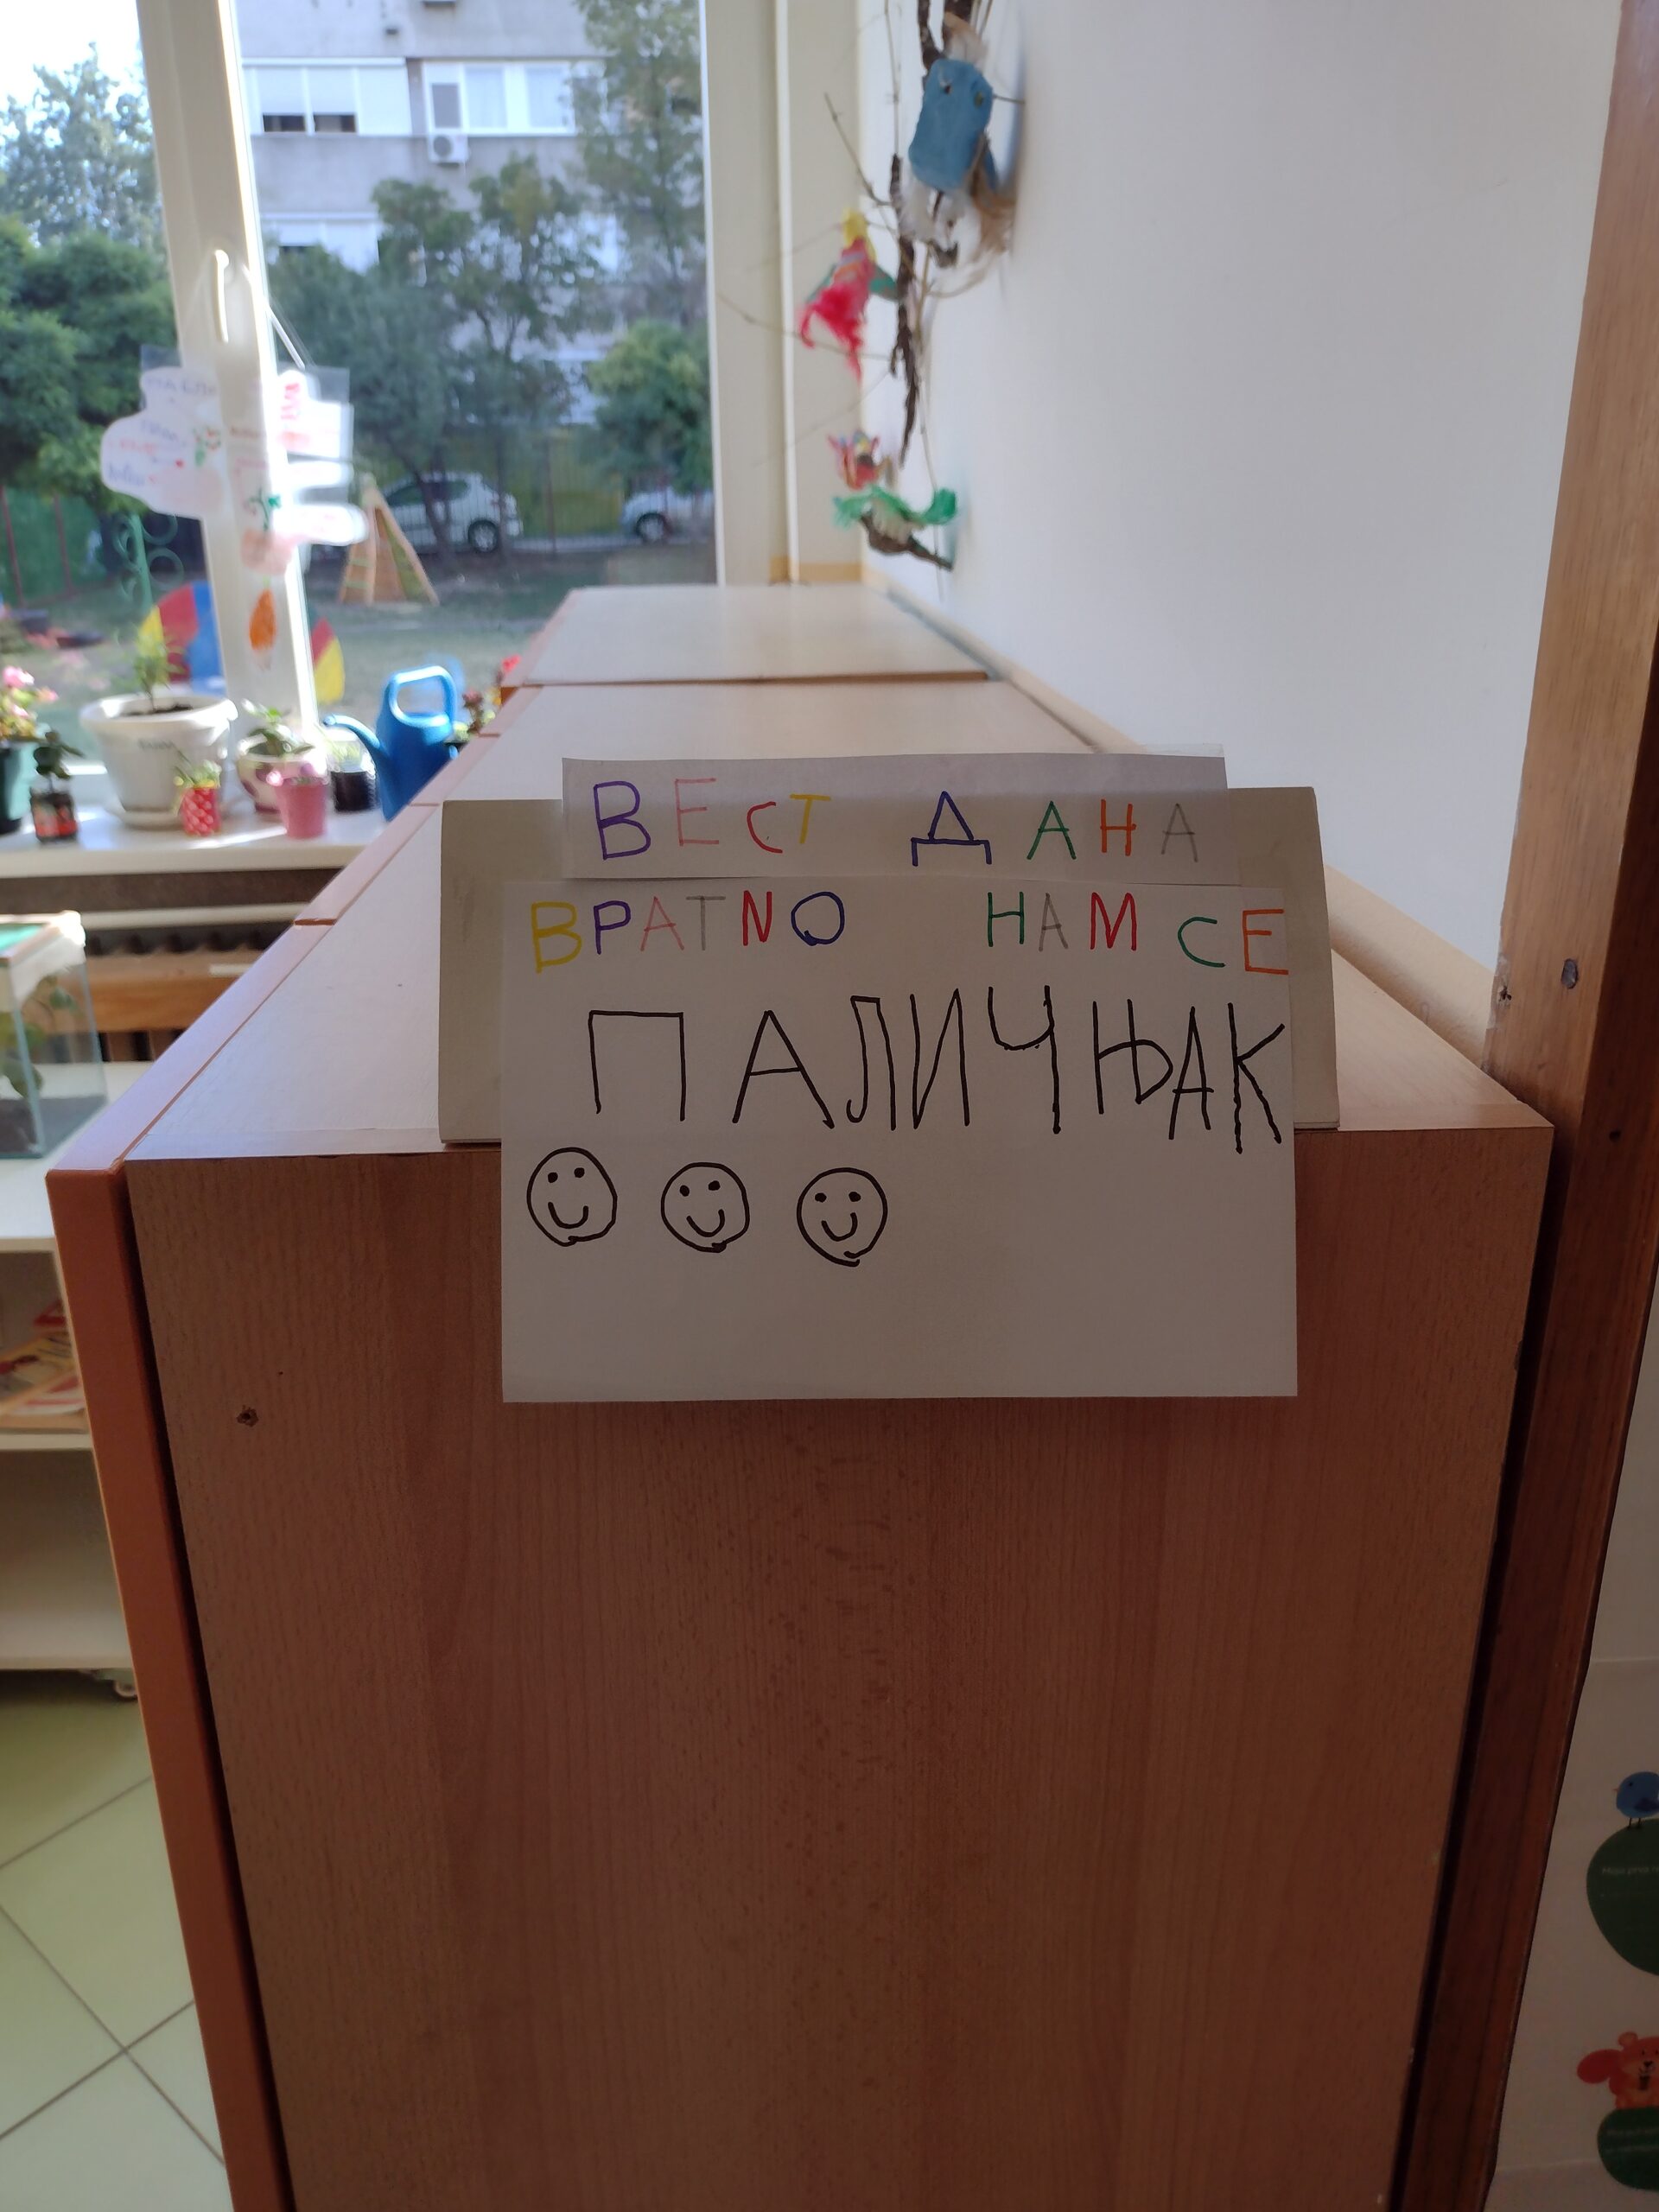 ВЕСТ ДАНА
ВРАТNО НАМ СЕ
ПАЛИЧЊАК